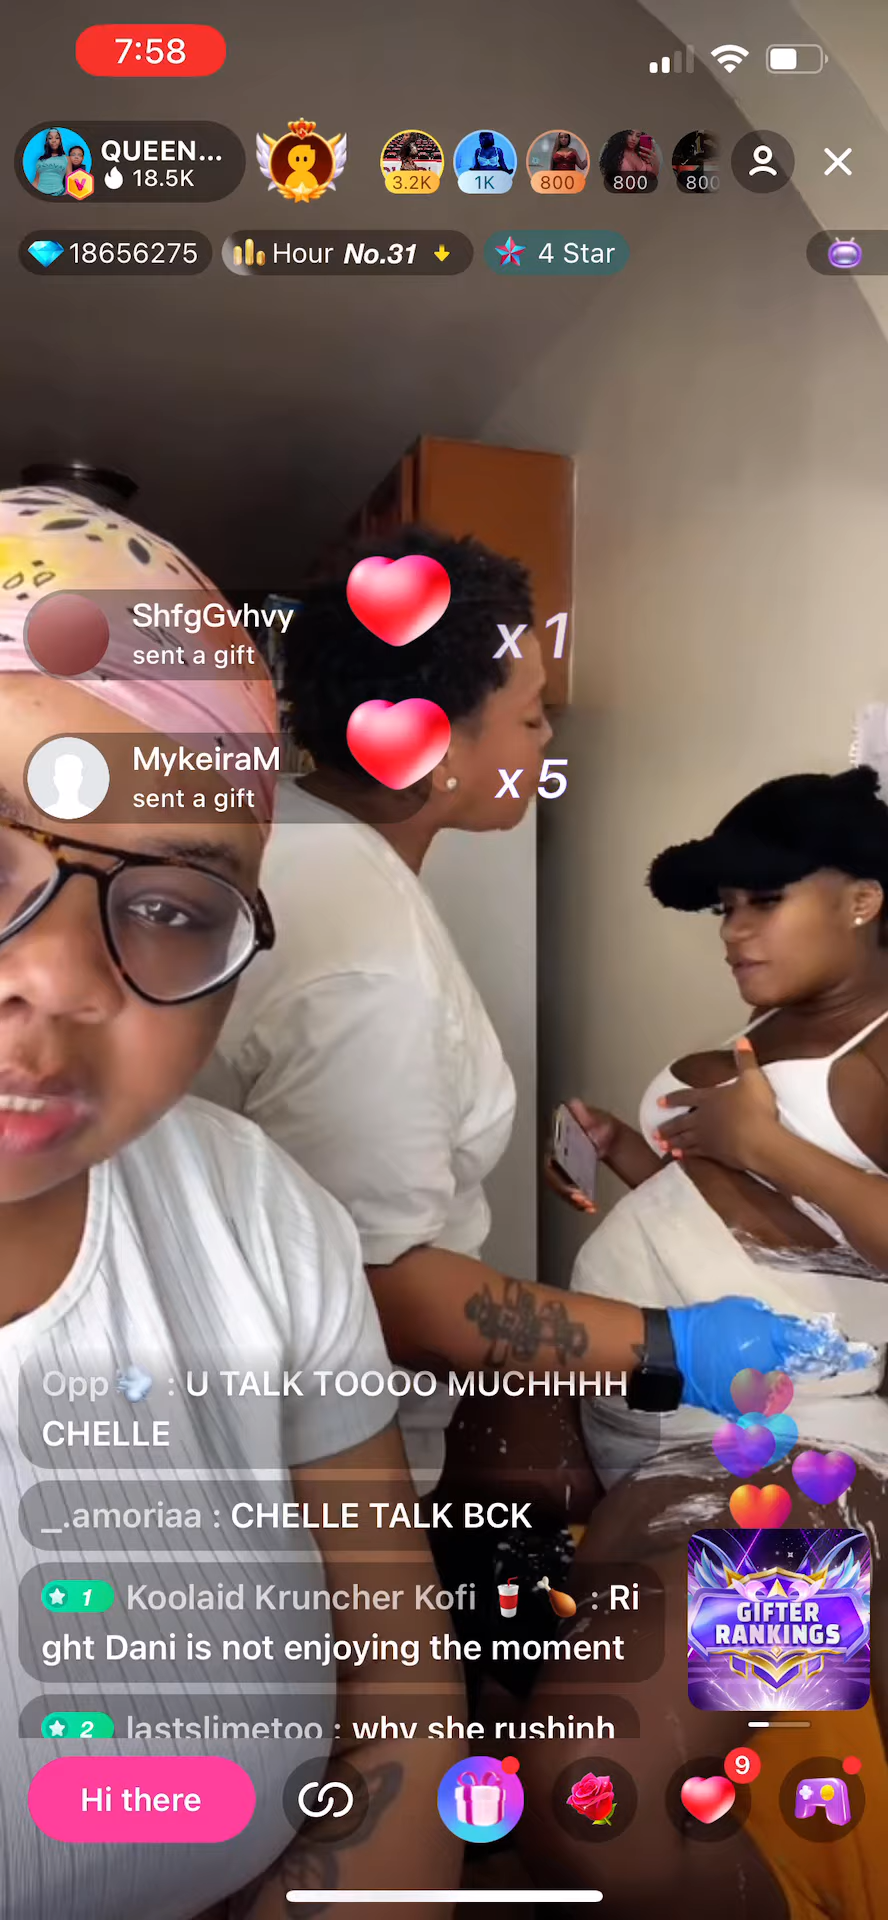 7:58
QUEEN...
18.5K
3.2K
1K
800
800
800
18656275
Hour No.31
4 Star
ShfgGvhvy
sent a gift
x 1
MykeiraM
sent a gift
x 5
Opp💨 : U TALK TOOOO MUCHHHH
CHELLE
_.amoriaa : CHELLE TALK BCK
1 Koolaid Kruncher Kofi 🥤 🍗 : Ri
ght Dani is not enjoying the moment
2 lastslimetoo : why she rushinh
GIFTER
RANKINGS
Hi there
9